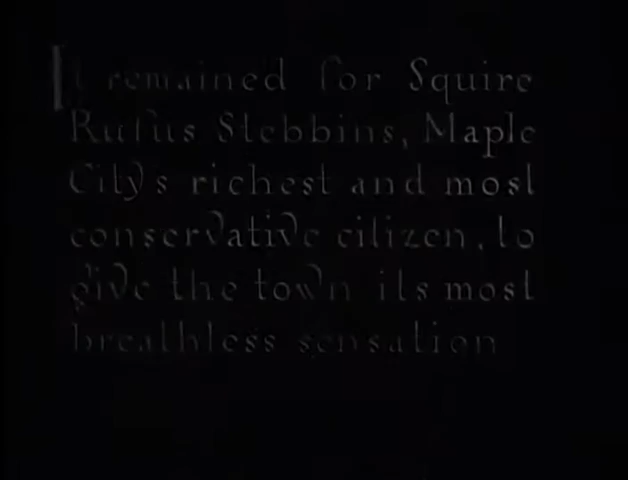 It remained for Squire
Rufus Stebbins, Maple
City's richest and most
conservative citizen, to
give the town its most
breathless sensation